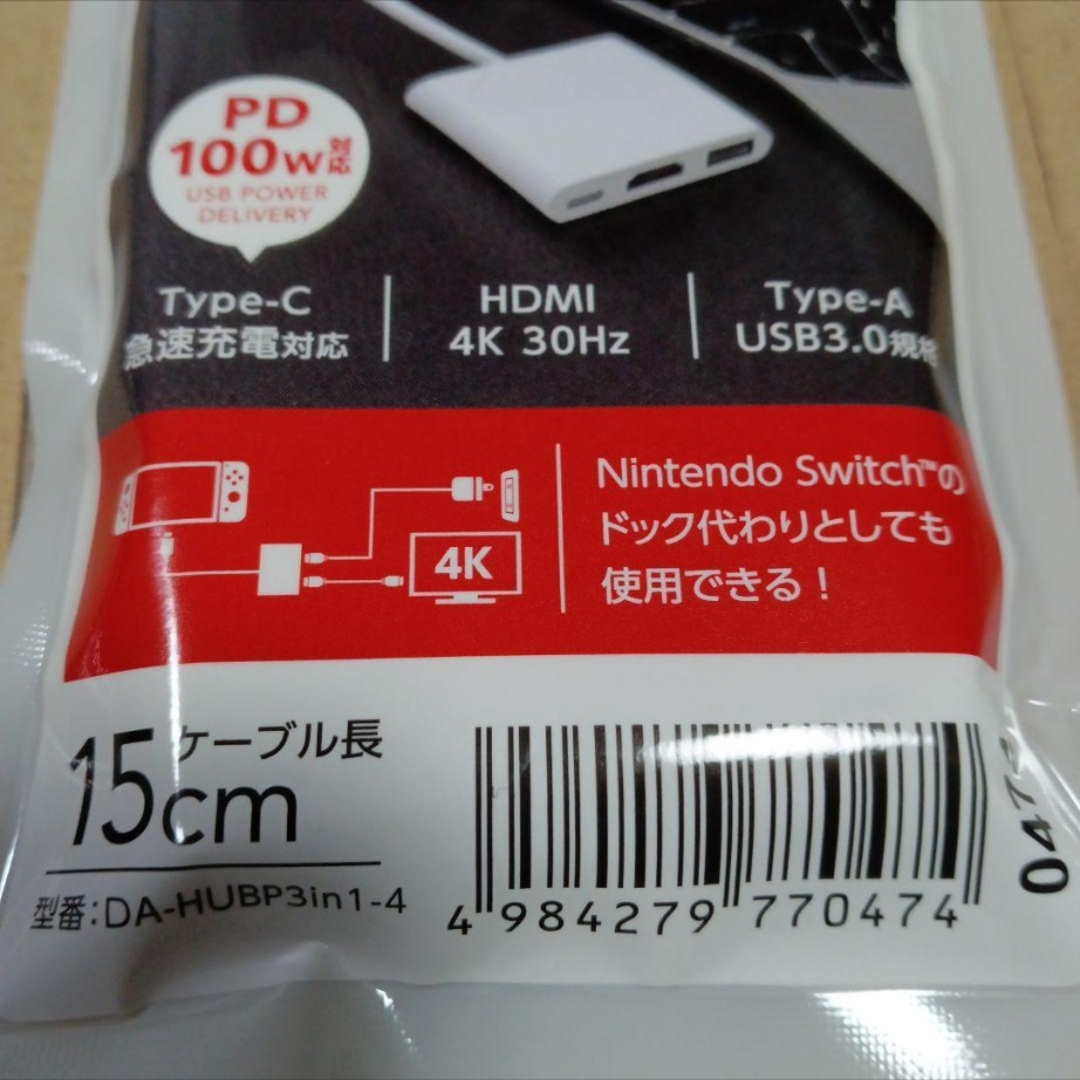 PD
100w対応
USB POWER
DELIVERY
Type-C
急速充電対応
HDMI
4K 30Hz
Type-A
USB3.0規格
4K
Nintendo Switch™の
ドック代わりとしても
使用できる！
ケーブル長
15cm
型番：DA-HUBP3in1-4
4 984279 770474